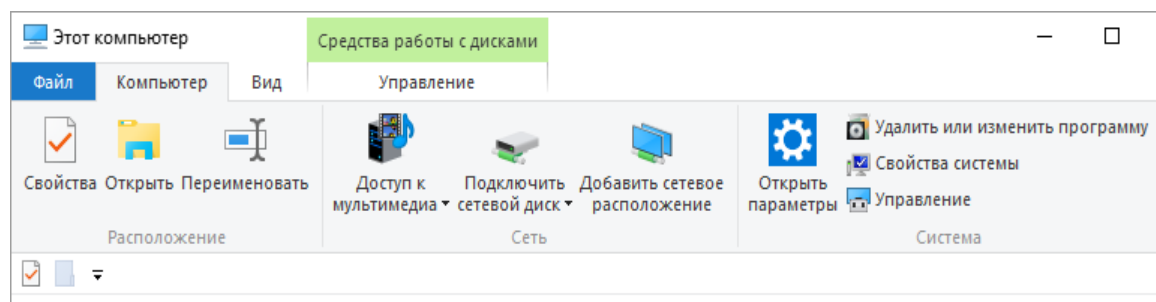 Этот компьютер
Средства работы с дисками
Файл
Компьютер
Вид
Управление
Свойства
Открыть
Переименовать
Доступ к
мультимедиа
Подключить
сетевой диск
Добавить сетевое
расположение
Открыть
параметры
Удалить или изменить программу
Свойства системы
Управление
Расположение
Сеть
Система